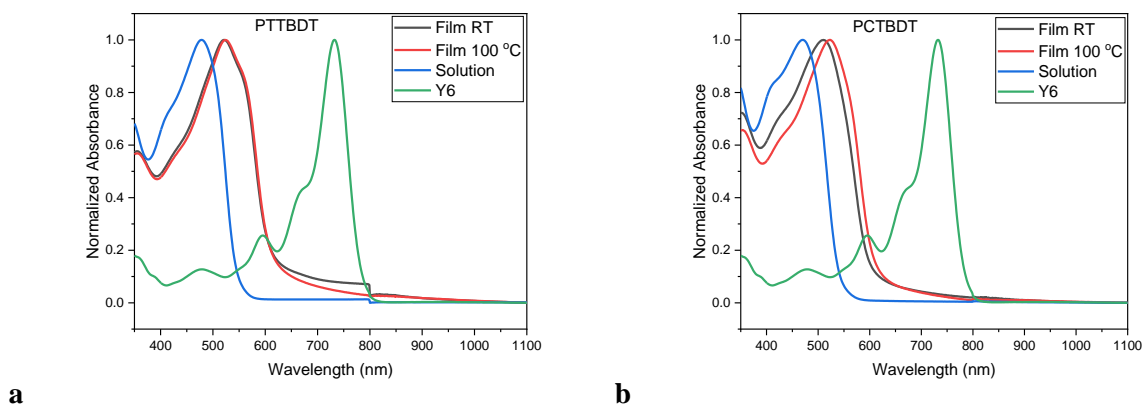 PTTBDT
Film RT
Film 100 °C
Solution
Y6
1.0
0.8
0.6
0.4
0.2
0.0
Normalized Absorbance
400 500 600 700 800 900 1000 1100
Wavelength (nm)
a
PCTBDT
Film RT
Film 100 °C
Solution
Y6
1.0
0.8
0.6
0.4
0.2
0.0
Normalized Absorbance
400 500 600 700 800 900 1000 1100
Wavelength (nm)
b